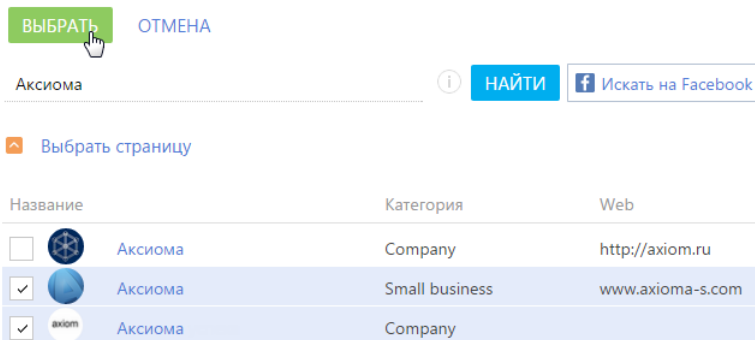 ВЫБРАТЬ ОТМЕНА
Аксиома i НАЙТИ f Искать на Facebook
Выбрать страницу
Название Категория Web
Аксиома Company http://axiom.ru
Аксиома Small business www.axioma-s.com
axiom Аксиома Company